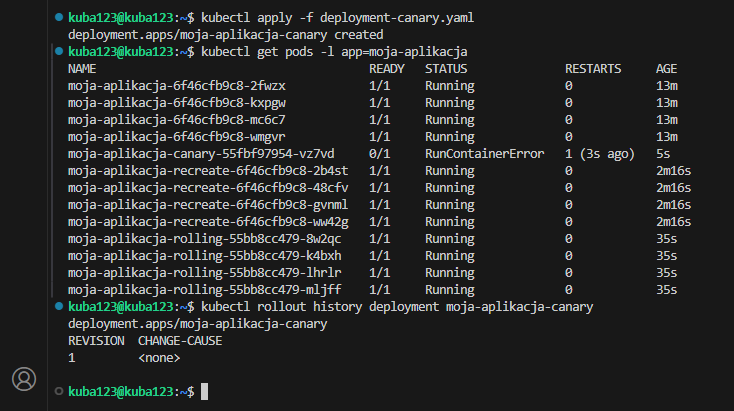 kuba123@kuba123:~$ kubectl apply -f deployment-canary.yaml
deployment.apps/moja-aplikacja-canary created
kuba123@kuba123:~$ kubectl get pods -l app=moja-aplikacja
NAME READY STATUS RESTARTS AGE
moja-aplikacja-6f46cfb9c8-2fwzx 1/1 Running 0 13m
moja-aplikacja-6f46cfb9c8-kxpgw 1/1 Running 0 13m
moja-aplikacja-6f46cfb9c8-mc6c7 1/1 Running 0 13m
moja-aplikacja-6f46cfb9c8-wmgvr 1/1 Running 0 13m
moja-aplikacja-canary-55fbf97954-vz7vd 0/1 RunContainerError 1 (3s ago) 5s
moja-aplikacja-recreate-6f46cfb9c8-2b4st 1/1 Running 0 2m16s
moja-aplikacja-recreate-6f46cfb9c8-48cfv 1/1 Running 0 2m16s
moja-aplikacja-recreate-6f46cfb9c8-gvnml 1/1 Running 0 2m16s
moja-aplikacja-recreate-6f46cfb9c8-ww42g 1/1 Running 0 2m16s
moja-aplikacja-rolling-55bb8cc479-8w2qc 1/1 Running 0 35s
moja-aplikacja-rolling-55bb8cc479-k4bxh 1/1 Running 0 35s
moja-aplikacja-rolling-55bb8cc479-lhrlr 1/1 Running 0 35s
moja-aplikacja-rolling-55bb8cc479-mljff 1/1 Running 0 35s
kuba123@kuba123:~$ kubectl rollout history deployment moja-aplikacja-canary
deployment.apps/moja-aplikacja-canary
REVISION CHANGE-CAUSE
1 <none>
kuba123@kuba123:~$